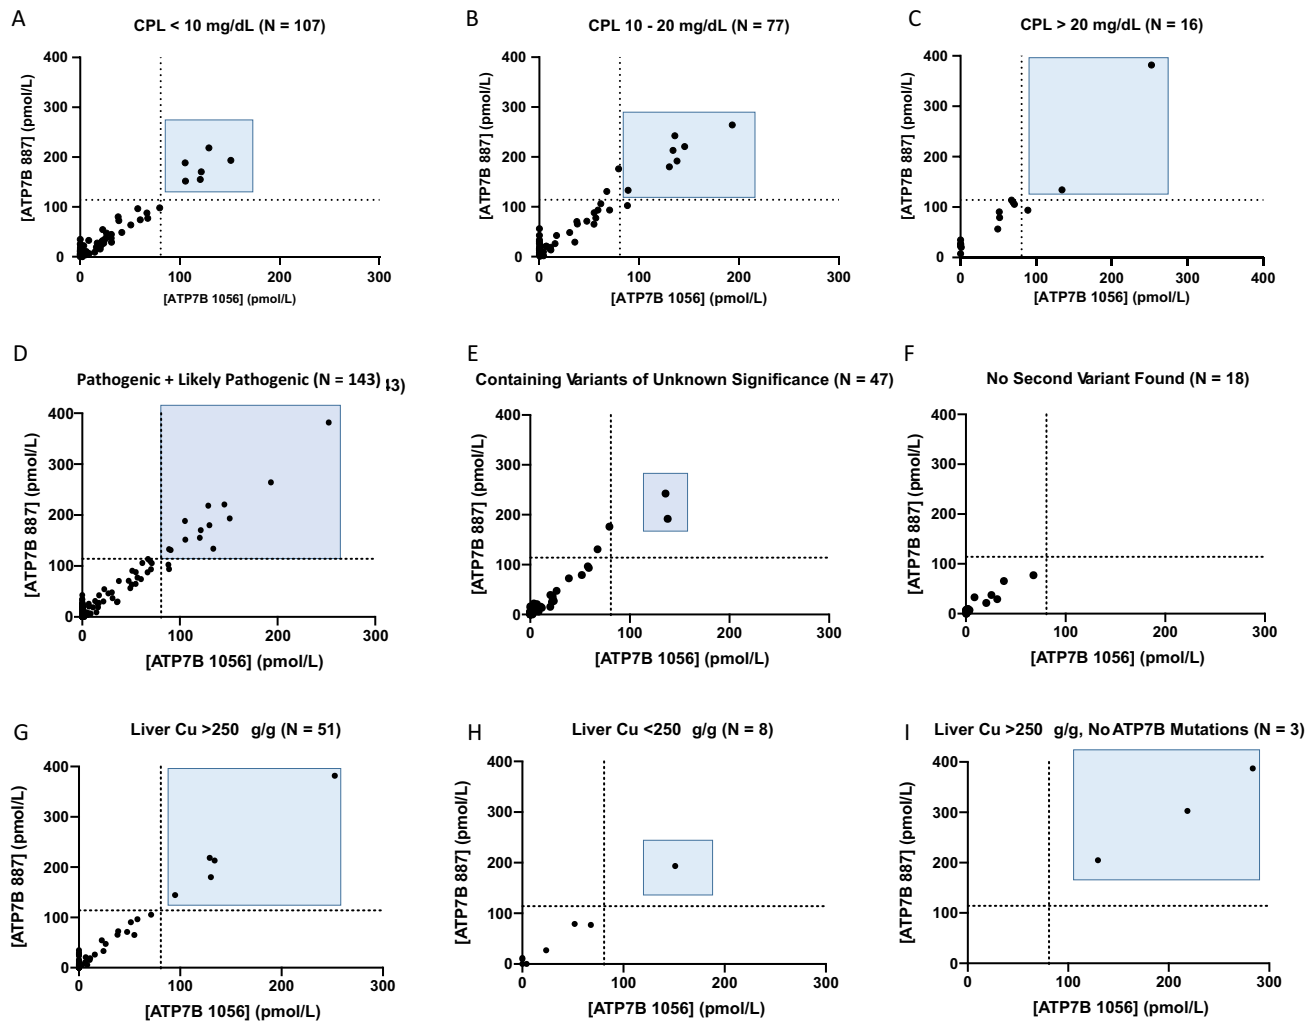 A
CPL < 10 mg/dL (N = 107)
[ATP7B 887] (pmol/L)
400
300
200
100
0
0 100 200 300
[ATP7B 1056] (pmol/L)
B
CPL 10 - 20 mg/dL (N = 77)
[ATP7B 887] (pmol/L)
400
300
200
100
0
0 100 200 300
[ATP7B 1056] (pmol/L)
C
CPL > 20 mg/dL (N = 16)
[ATP7B 887] (pmol/L)
400
300
200
100
0
0 100 200 300 400
[ATP7B 1056] (pmol/L)
D
Pathogenic + Likely Pathogenic (N = 143) 43)
[ATP7B 887] (pmol/L)
400
300
200
100
0
0 100 200 300
[ATP7B 1056] (pmol/L)
E
Containing Variants of Unknown Significance (N = 47)
[ATP7B 887] (pmol/L)
400
300
200
100
0
0 100 200 300
[ATP7B 1056] (pmol/L)
F
No Second Variant Found (N = 18)
[ATP7B 887] (pmol/L)
400
300
200
100
0
0 100 200 300
[ATP7B 1056] (pmol/L)
G
Liver Cu >250 g/g (N = 51)
[ATP7B 887] (pmol/L)
400
300
200
100
0
0 100 200 300
[ATP7B 1056] (pmol/L)
H
Liver Cu <250 g/g (N = 8)
[ATP7B 887] (pmol/L)
400
300
200
100
0
0 100 200 300
[ATP7B 1056] (pmol/L)
I
Liver Cu >250 g/g, No ATP7B Mutations (N = 3)
[ATP7B 887] (pmol/L)
400
300
200
100
0
0 100 200 300
[ATP7B 1056] (pmol/L)